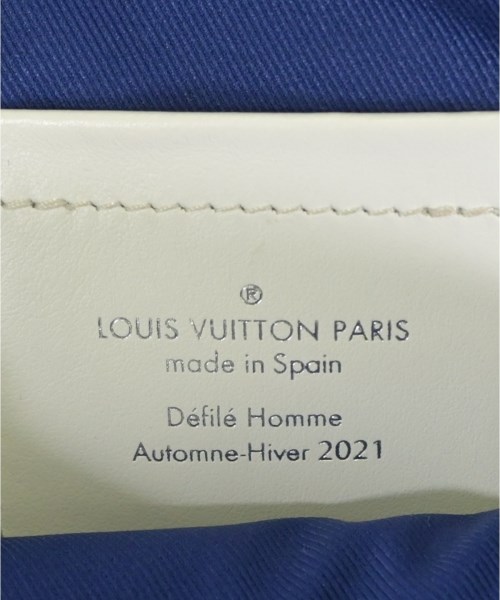 ®
LOUIS VUITTON PARIS
made in Spain
Défilé Homme
Automne-Hiver 2021